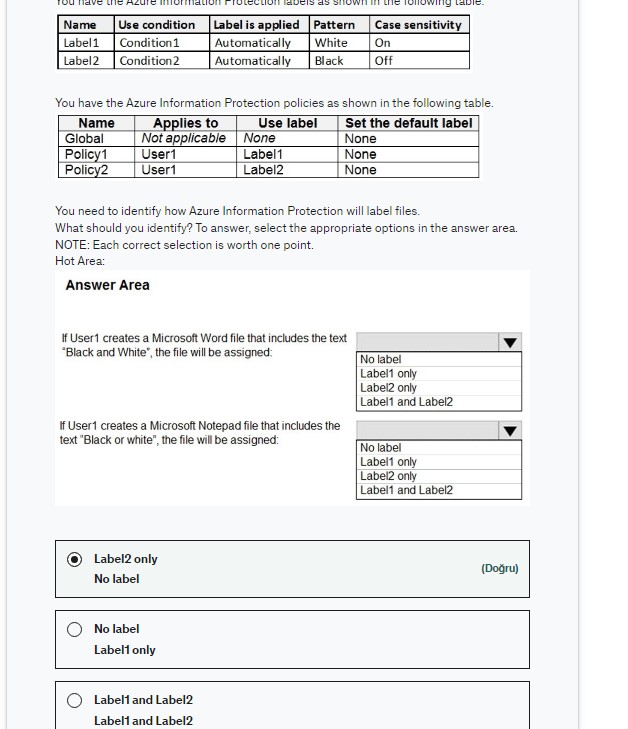 You have the Azure Information Protection labels as shown in the following table.
Name Use condition Label is applied Pattern Case sensitivity
Label1 Condition1 Automatically White On
Label2 Condition2 Automatically Black Off
You have the Azure Information Protection policies as shown in the following table.
Name Applies to Use label Set the default label
Global Not applicable None None
Policy1 User1 Label1 None
Policy2 User1 Label2 None
You need to identify how Azure Information Protection will label files.
What should you identify? To answer, select the appropriate options in the answer area.
NOTE: Each correct selection is worth one point.
Hot Area:
Answer Area
If User1 creates a Microsoft Word file that includes the text
"Black and White", the file will be assigned:
No label
Label1 only
Label2 only
Label1 and Label2
If User1 creates a Microsoft Notepad file that includes the
text "Black or white", the file will be assigned:
No label
Label1 only
Label2 only
Label1 and Label2
Label2 only
No label
(Doğru)
No label
Label1 only
Label1 and Label2
Label1 and Label2